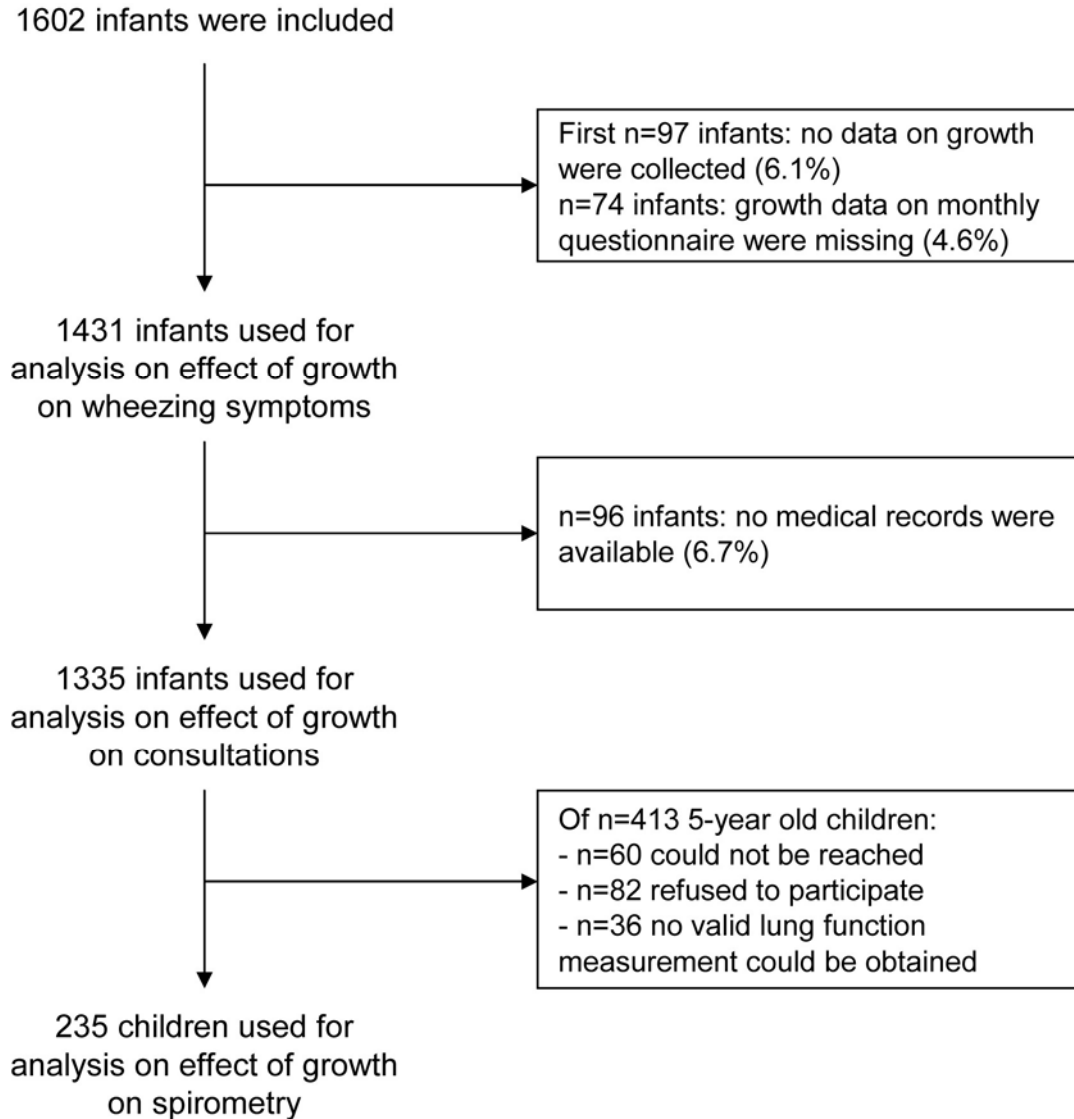 1602 infants were included
First n=97 infants: no data on growth
were collected (6.1%)
n=74 infants: growth data on monthly
questionnaire were missing (4.6%)
1431 infants used for
analysis on effect of growth
on wheezing symptoms
n=96 infants: no medical records were
available (6.7%)
1335 infants used for
analysis on effect of growth
on consultations
Of n=413 5-year old children:
- n=60 could not be reached
- n=82 refused to participate
- n=36 no valid lung function
measurement could be obtained
235 children used for
analysis on effect of growth
on spirometry